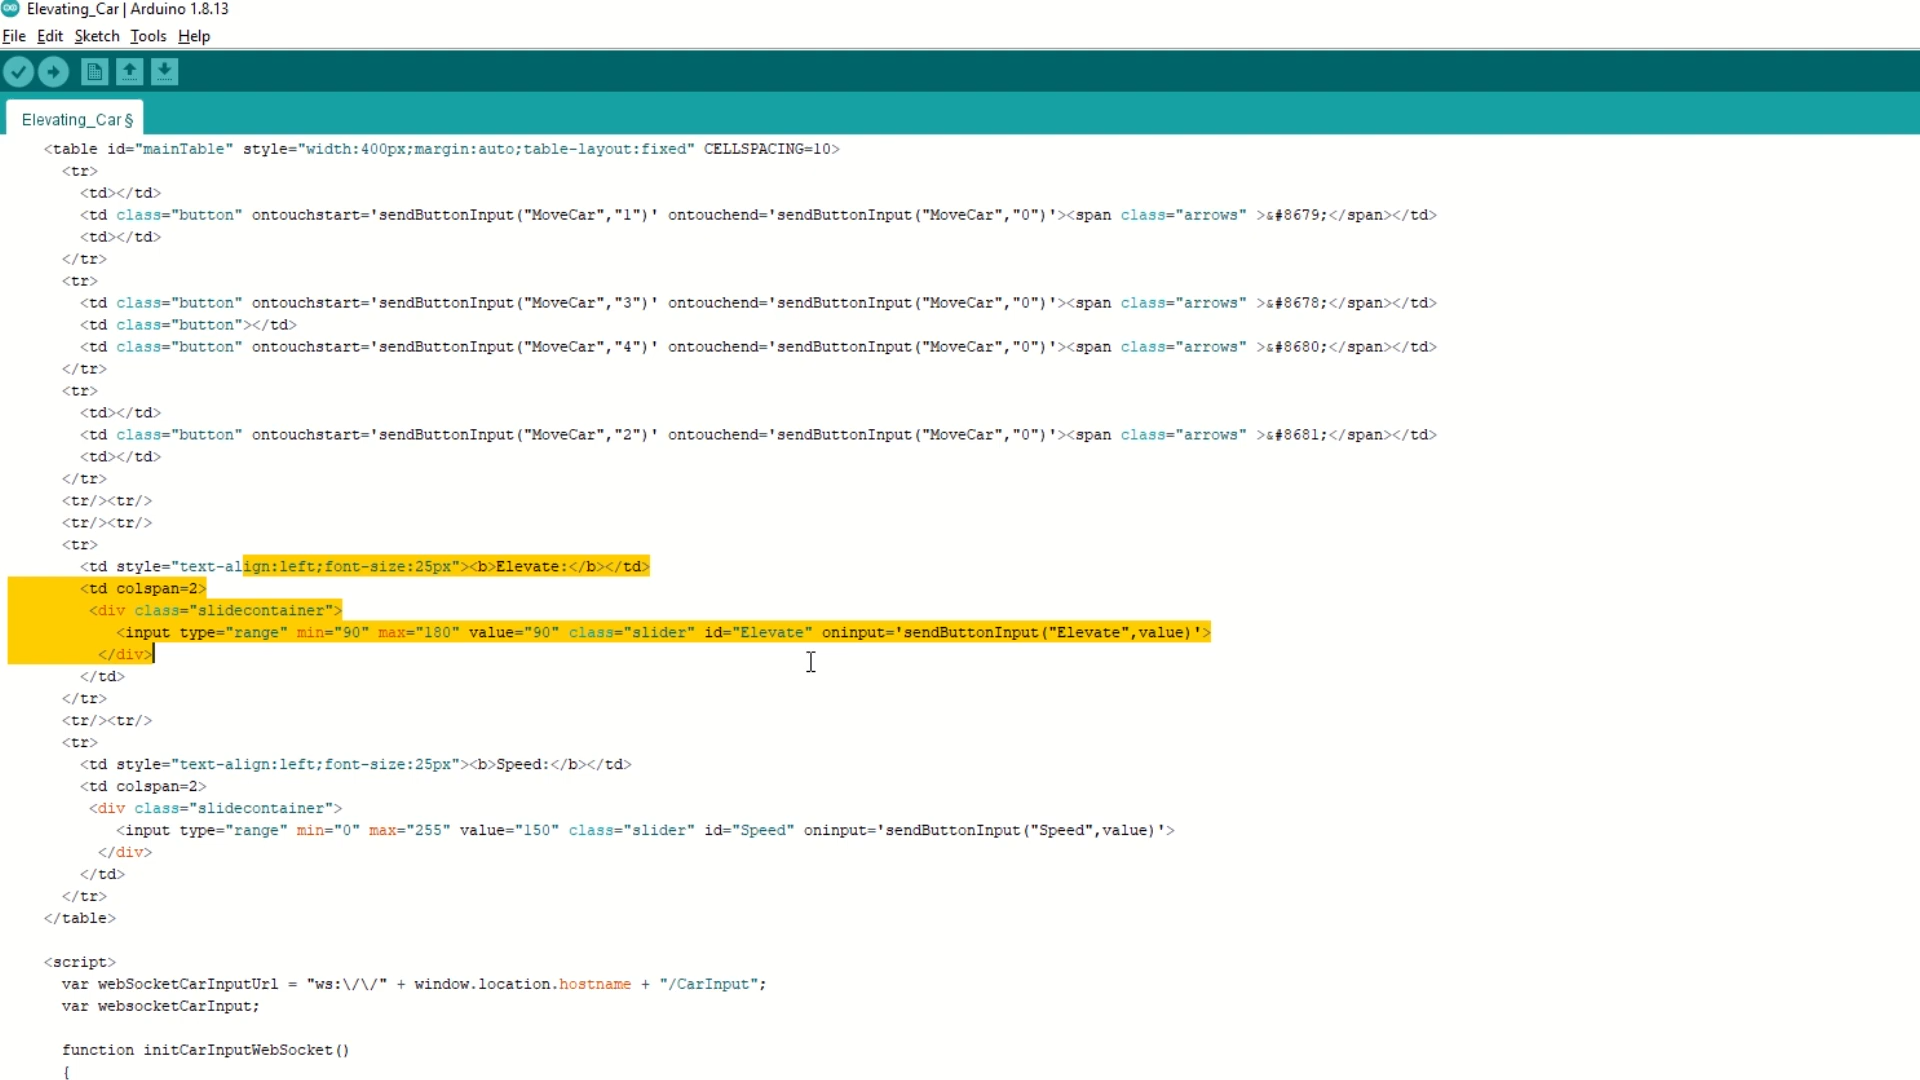 Elevating_Car | Arduino 1.8.13
File Edit Sketch Tools Help
Elevating_Car §
<table id="mainTable" style="width:400px;margin:auto;table-layout:fixed" CELLSPACING=10>
<tr>
<td></td>
<td class="button" ontouchstart='sendButtonInput("MoveCar","1")' ontouchend='sendButtonInput("MoveCar","0")'><span class="arrows" >&#8679;</span></td>
<td></td>
</tr>
<tr>
<td class="button" ontouchstart='sendButtonInput("MoveCar","3")' ontouchend='sendButtonInput("MoveCar","0")'><span class="arrows" >&#8678;</span></td>
<td class="button"></td>
<td class="button" ontouchstart='sendButtonInput("MoveCar","4")' ontouchend='sendButtonInput("MoveCar","0")'><span class="arrows" >&#8680;</span></td>
</tr>
<tr>
<td></td>
<td class="button" ontouchstart='sendButtonInput("MoveCar","2")' ontouchend='sendButtonInput("MoveCar","0")'><span class="arrows" >&#8681;</span></td>
<td></td>
</tr>
<tr/><tr/>
<tr/><tr/>
<tr>
<td style="text-align:left;font-size:25px"><b>Elevate:</b></td>
<td colspan=2>
<div class="slidecontainer">
<input type="range" min="90" max="180" value="90" class="slider" id="Elevate" oninput='sendButtonInput("Elevate",value)'>
</div>
</td>
</tr>
<tr/><tr/>
<tr>
<td style="text-align:left;font-size:25px"><b>Speed:</b></td>
<td colspan=2>
<div class="slidecontainer">
<input type="range" min="0" max="255" value="150" class="slider" id="Speed" oninput='sendButtonInput("Speed",value)'>
</div>
</td>
</tr>
</table>
<script>
var webSocketCarInputUrl = "ws:\/\/" + window.location.hostname + "/CarInput";
var websocketCarInput;
function initCarInputWebSocket()
{